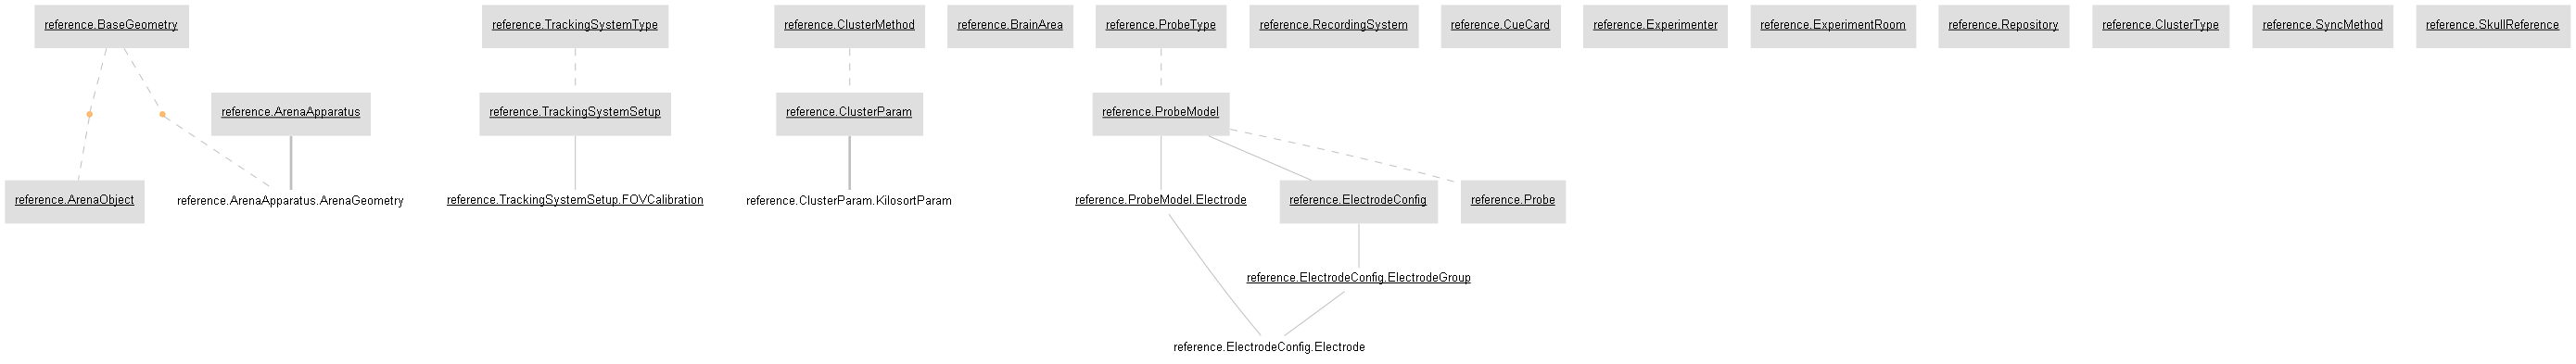 reference.BaseGeometry
reference.TrackingSystemType
reference.ClusterMethod
reference.BrainArea
reference.ProbeType
reference.RecordingSystem
reference.CueCard
reference.Experimenter
reference.ExperimentRoom
reference.Repository
reference.ClusterType
reference.SyncMethod
reference.SkullReference
reference.ArenaApparatus
reference.TrackingSystemSetup
reference.ClusterParam
reference.ProbeModel
reference.ArenaObject
reference.ArenaApparatus.ArenaGeometry
reference.TrackingSystemSetup.FOVCalibration
reference.ClusterParam.KilosortParam
reference.ProbeModel.Electrode
reference.ElectrodeConfig
reference.Probe
reference.ElectrodeConfig.ElectrodeGroup
reference.ElectrodeConfig.Electrode